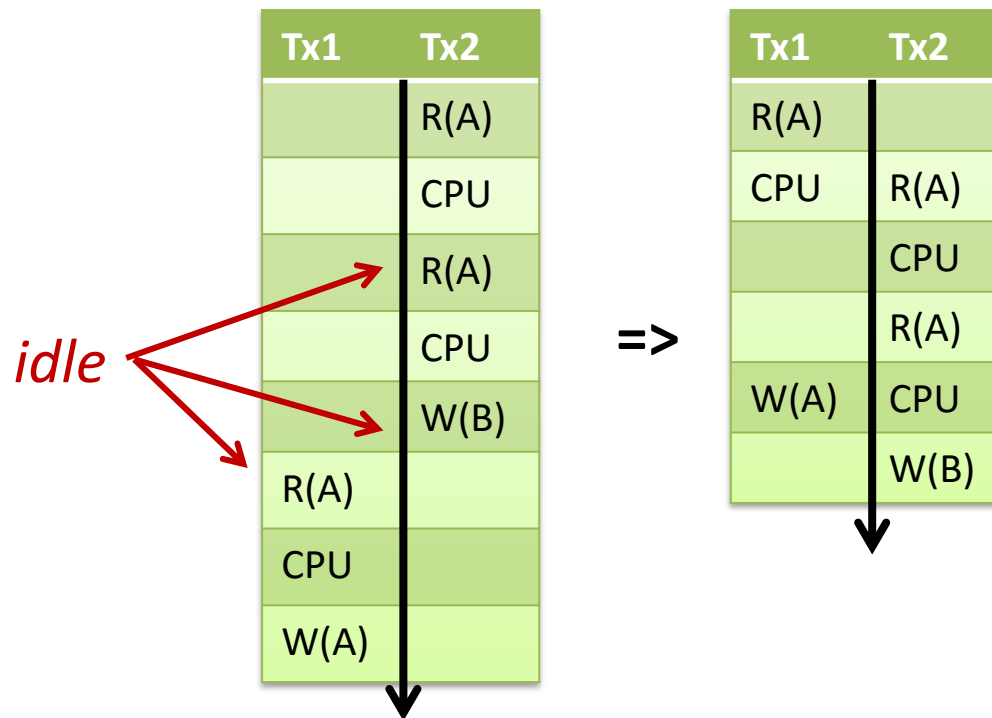 Tx1 Tx2
R(A)
CPU
R(A)
CPU
W(B)
R(A)
CPU
W(A)
idle
=>
Tx1 Tx2
R(A)
CPU R(A)
CPU
R(A)
W(A) CPU
W(B)